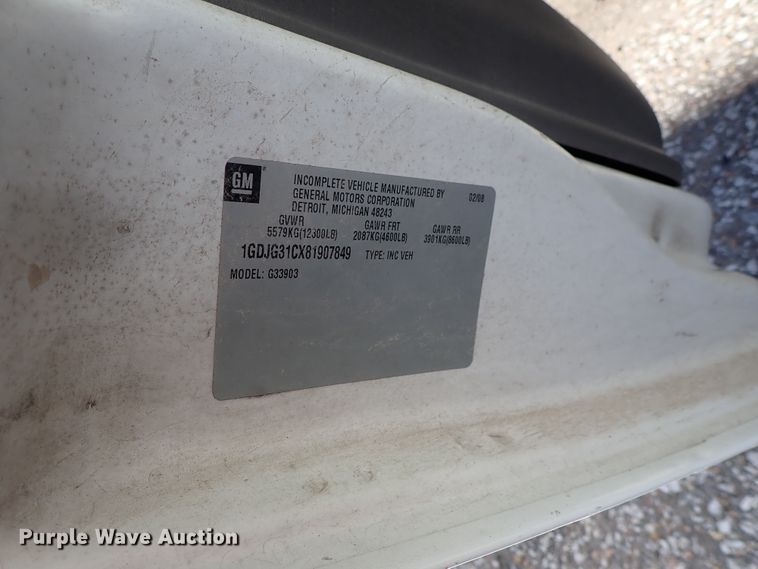 GM
INCOMPLETE VEHICLE MANUFACTURED BY 02/08
GENERAL MOTORS CORPORATION
DETROIT, MICHIGAN 48243
GVWR GAWR FRT GAWR RR
5579KG(12300LB) 2087KG(4600LB) 3901KG(8600LB)
1GDJG31CX81907849 TYPE: INC VEH
MODEL: G33903
Purple Wave Auction®